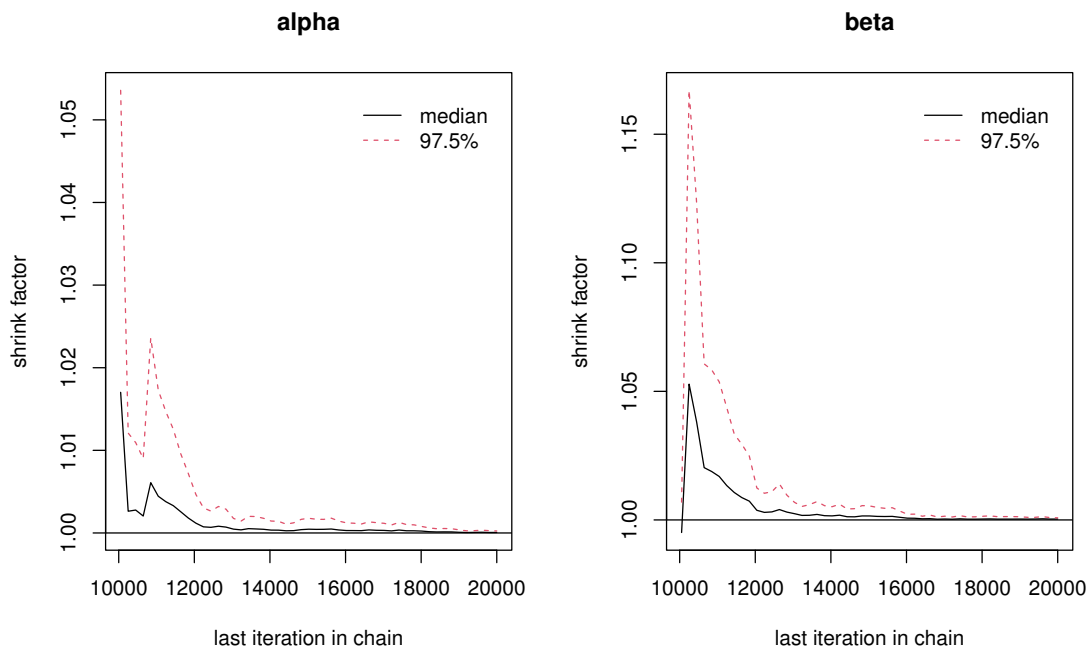 alpha
median
97.5%
shrink factor
1.05
1.04
1.03
1.02
1.01
1.00
10000 12000 14000 16000 18000 20000
last iteration in chain
beta
median
97.5%
shrink factor
1.15
1.10
1.05
1.00
10000 12000 14000 16000 18000 20000
last iteration in chain